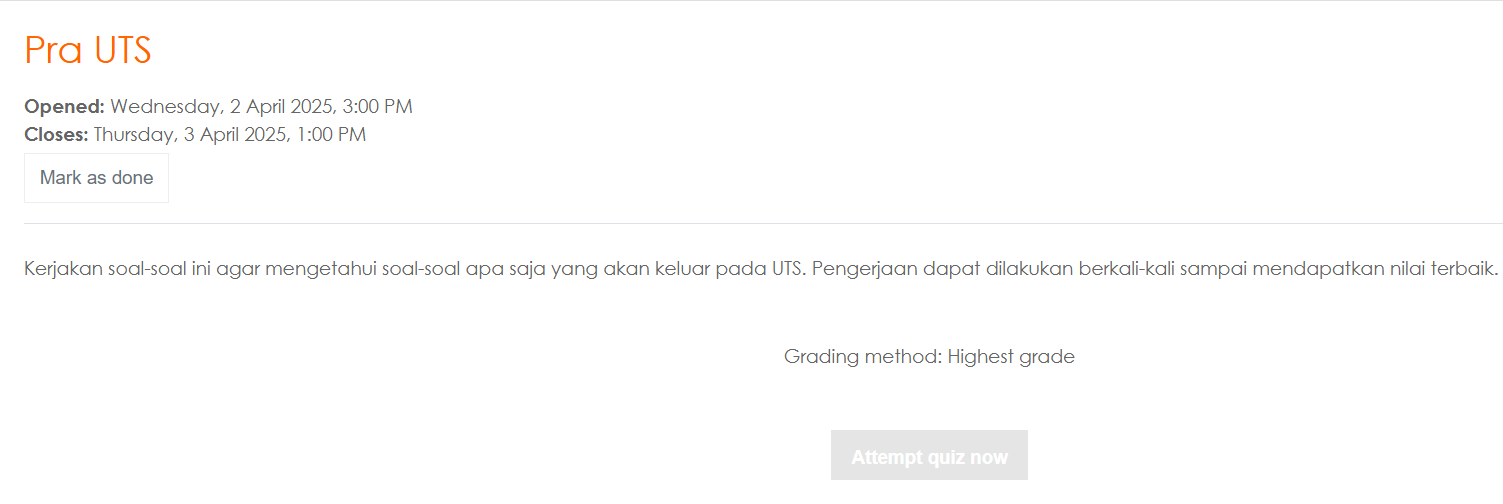 Pra UTS
Opened: Wednesday, 2 April 2025, 3:00 PM
Closes: Thursday, 3 April 2025, 1:00 PM
Mark as done
Kerjakan soal-soal ini agar mengetahui soal-soal apa saja yang akan keluar pada UTS. Pengerjaan dapat dilakukan berkali-kali sampai mendapatkan nilai terbaik.
Grading method: Highest grade
Attempt quiz now